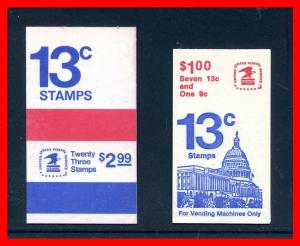 13c
STAMPS
Twenty
Three
Stamps
$2.99
$1.00
Seven 13c
and
One 9c
13c
Stamps
For Vending Machines Only